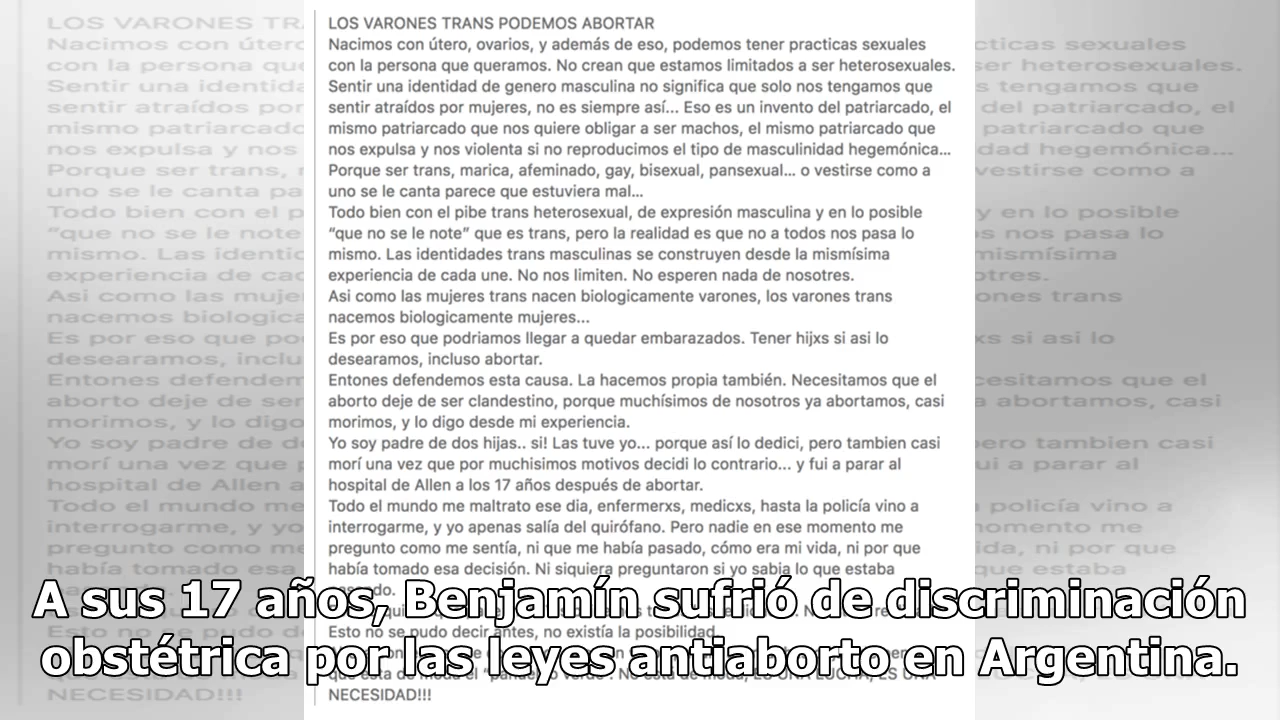 LOS VARONES TRANS PODEMOS ABORTAR
Nacimos con útero, ovarios, y además de eso, podemos tener practicas sexuales
con la persona que queramos. No crean que estamos limitados a ser heterosexuales.
Sentir una identidad de genero masculina no significa que solo nos tengamos que
sentir atraídos por mujeres, no es siempre así... Eso es un invento del patriarcado, el
mismo patriarcado que nos quiere obligar a ser machos, el mismo patriarcado que
nos expulsa y nos violenta si no reproducimos el tipo de masculinidad hegemónica...
Porque ser trans, marica, afeminado, gay, bisexual, pansexual... o vestirse como a
uno se le canta parece que estuviera mal...
Todo bien con el pibe trans heterosexual, de expresión masculina y en lo posible
“que no se le note” que es trans, pero la realidad es que no a todos nos pasa lo
mismo. Las identidades trans masculinas se construyen desde la mismísima
experiencia de cada une. No nos limiten. No esperen nada de nosotres.
Asi como las mujeres trans nacen biologicamente varones, los varones trans
nacemos biologicamente mujeres...
Es por eso que podriamos llegar a quedar embarazados. Tener hijxs si asi lo
desearamos, incluso abortar.
Entones defendemos esta causa. La hacemos propia también. Necesitamos que el
aborto deje de ser clandestino, porque muchísimos de nosotros ya abortamos, casi
morimos, y lo digo desde mi experiencia.
Yo soy padre de dos hijas.. si! Las tuve yo... porque así lo dedici, pero tambien casi
morí una vez que por muchisimos motivos decidi lo contrario... y fui a parar al
hospital de Allen a los 17 años después de abortar.
Todo el mundo me maltrato ese dia, enfermerxs, medicxs, hasta la policía vino a
interrogarme, y yo apenas salía del quirófano. Pero nadie en ese momento me
pregunto como me sentía, ni que me había pasado, cómo era mi vida, ni por que
había tomado esa decisión. Ni siquiera preguntaron si yo sabia lo que estaba
A sus 17 años, Benjamín sufrió de discriminación
Esto no se pudo decir antes, no existía la posibilidad
obstétrica por las leyes antiaborto en Argentina.
NECESIDAD!!!